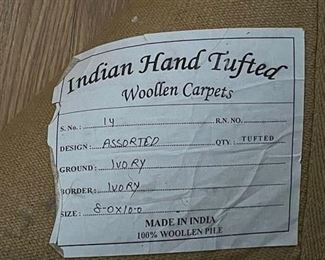 Indian Hand Tufted
Woollen Carpets
S. No.: 14 R.N. NO.
DESIGN: ASSORTED QTY: TUFTED
GROUND: IVORY
BORDER: IVORY
SIZE: 8-0X10-0
MADE IN INDIA
100% WOOLLEN PILE